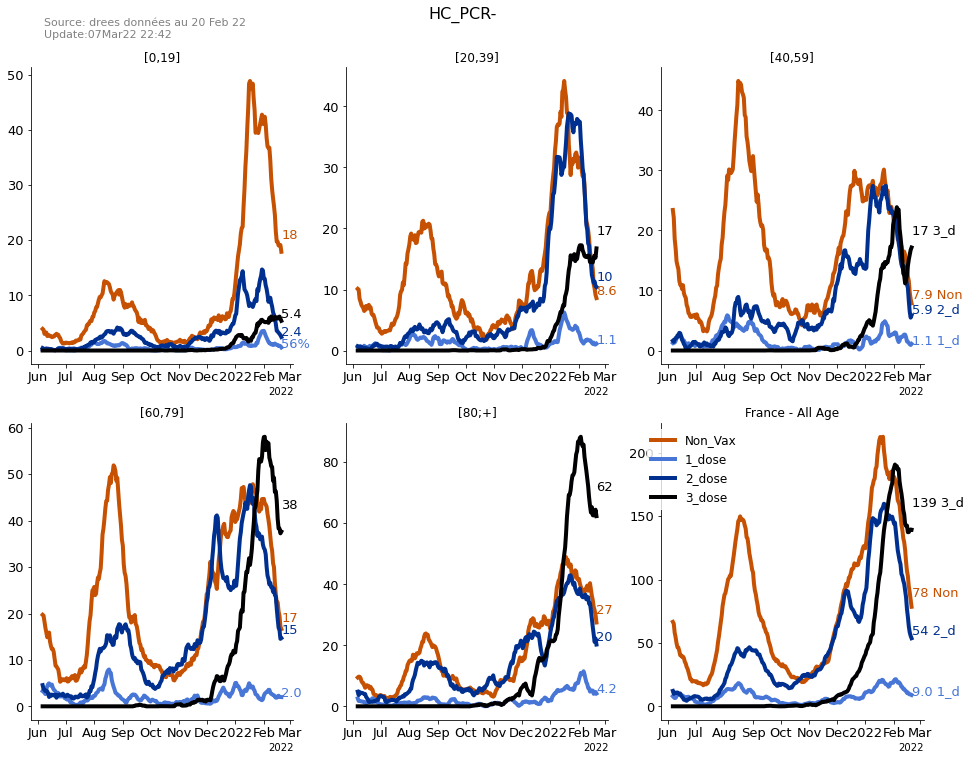 HC_PCR-
Source: drees données au 20 Feb 22
Update:07Mar22 22:42
[0,19]
50
40
30
20
10
0
18
5.4
2.4
56%
Jun Jul Aug Sep Oct Nov Dec 2022 Feb Mar
2022
[20,39]
40
30
20
10
0
17
10
8.6
1.1
Jun Jul Aug Sep Oct Nov Dec 2022 Feb Mar
2022
[40,59]
40
30
20
10
0
17 3_d
7.9 Non
5.9 2_d
1.1 1_d
Jun Jul Aug Sep Oct Nov Dec 2022 Feb Mar
2022
[60,79]
60
50
40
30
20
10
0
38
17
15
2.0
Jun Jul Aug Sep Oct Nov Dec 2022 Feb Mar
2022
[80;+]
80
60
40
20
0
62
27
20
4.2
Jun Jul Aug Sep Oct Nov Dec 2022 Feb Mar
2022
France - All Age
Non_Vax
1_dose
2_dose
3_dose
200
150
100
50
0
139 3_d
78 Non
54 2_d
9.0 1_d
Jun Jul Aug Sep Oct Nov Dec 2022 Feb Mar
2022